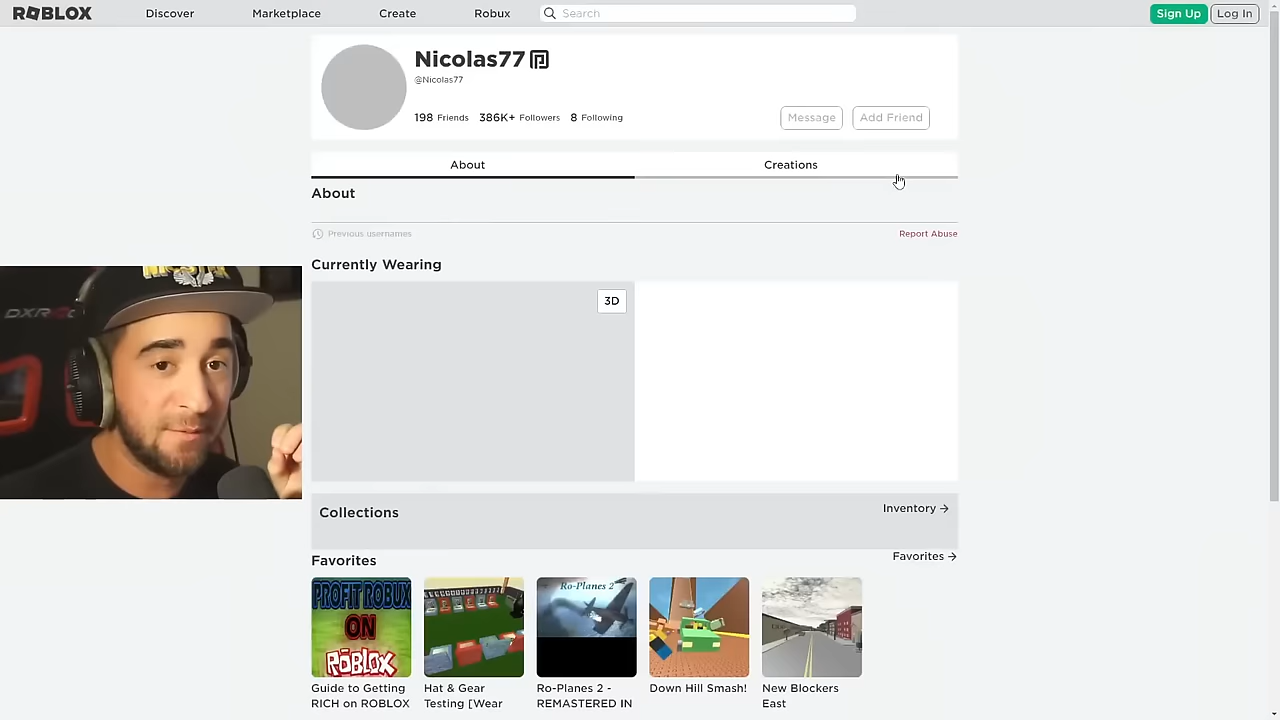 ROBLOX Discover Marketplace Create Robux Search Sign Up Log In
Nicolas77
@Nicolas77
198 Friends 386K+ Followers 8 Following Message Add Friend
About Creations
About
Previous usernames Report Abuse
Currently Wearing
3D
DXR
Collections Inventory →
Favorites Favorites →
PROFIT ROBUX
ON
ROBLOX
Ro-Planes 2
Guide to Getting
RICH on ROBLOX
Hat & Gear
Testing [Wear
Ro-Planes 2 -
REMASTERED IN
Down Hill Smash!
New Blockers
East